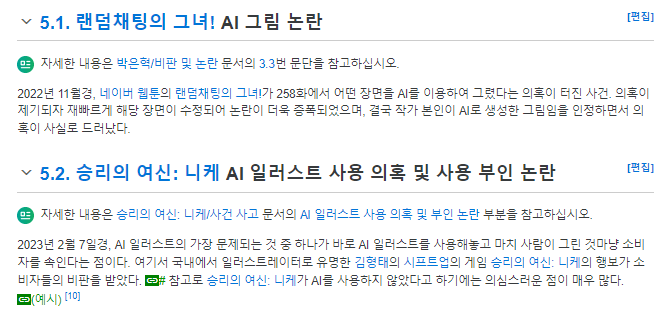 5.1. 랜덤채팅의 그녀! AI 그림 논란 [편집]
자세한 내용은 박은혁/비판 및 논란 문서의 3.3번 문단을 참고하십시오.
2022년 11월경, 네이버 웹툰의 랜덤채팅의 그녀!가 258화에서 어떤 장면을 AI를 이용하여 그렸다는 의혹이 터진 사건. 의혹이
제기되자 재빠르게 해당 장면이 수정되어 논란이 더욱 증폭되었으며, 결국 작가 본인이 AI로 생성한 그림임을 인정하면서 의
혹이 사실로 드러났다.
5.2. 승리의 여신: 니케 AI 일러스트 사용 의혹 및 사용 부인 논란 [편집]
자세한 내용은 승리의 여신: 니케/사건 사고 문서의 AI 일러스트 사용 의혹 및 부인 논란 부분을 참고하십시오.
2023년 2월 7일경, AI 일러스트의 가장 문제되는 것 중 하나가 바로 AI 일러스트를 사용해놓고 마치 사람이 그린 것마냥 소비
자를 속인다는 점이다. 여기서 국내에서 일러스트레이터로 유명한 김형태의 시프트업의 게임 승리의 여신: 니케의 행보가 소
비자들의 비판을 받았다. # 참고로 승리의 여신: 니케가 AI를 사용하지 않았다고 하기에는 의심스러운 점이 매우 많다.
(예시) [10]